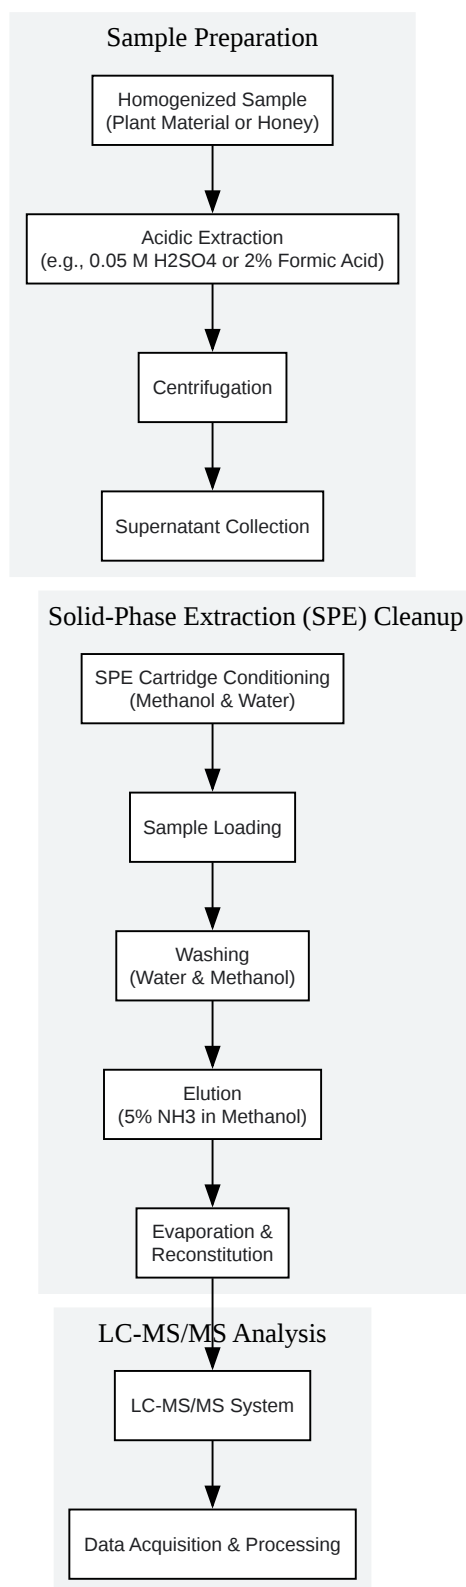 Sample Preparation
Homogenized Sample
(Plant Material or Honey)
Acidic Extraction
(e.g., 0.05 M H2SO4 or 2% Formic Acid)
Centrifugation
Supernatant Collection
Solid-Phase Extraction (SPE) Cleanup
SPE Cartridge Conditioning
(Methanol & Water)
Sample Loading
Washing
(Water & Methanol)
Elution
(5% NH3 in Methanol)
Evaporation &
Reconstitution
LC-MS/MS Analysis
LC-MS/MS System
Data Acquisition & Processing